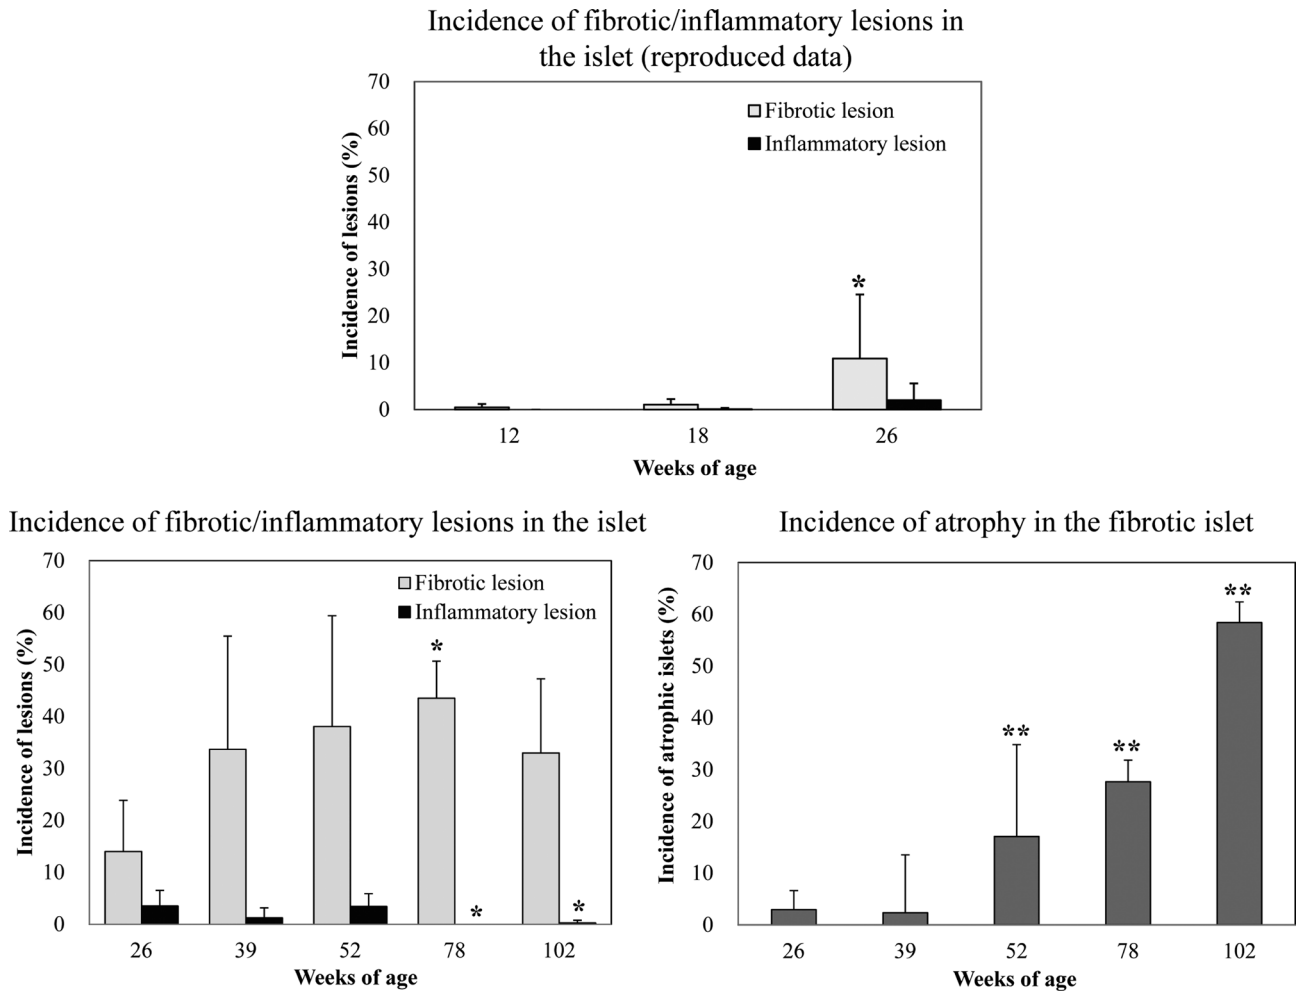 Incidence of fibrotic/inflammatory lesions in
the islet (reproduced data)
70
60
50
40
30
20
10
0
Incidence of lesions (%)
Fibrotic lesion
Inflammatory lesion
*
12 18 26
Weeks of age
Incidence of fibrotic/inflammatory lesions in the islet
70
60
50
40
30
20
10
0
Incidence of lesions (%)
Fibrotic lesion
Inflammatory lesion
*
* *
26 39 52 78 102
Weeks of age
Incidence of atrophy in the fibrotic islet
70
60
50
40
30
20
10
0
Incidence of atrophic islets (%)
**
**
**
26 39 52 78 102
Weeks of age